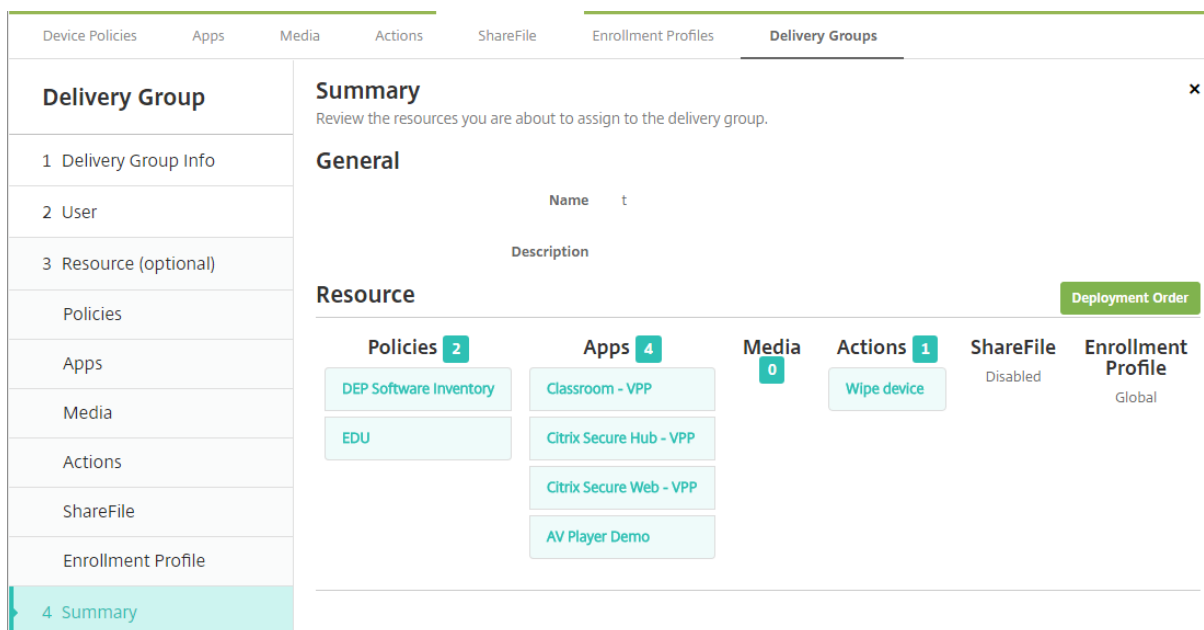 Device Policies Apps Media Actions ShareFile Enrollment Profiles Delivery Groups
Delivery Group
1 Delivery Group Info
2 User
3 Resource (optional)
Policies
Apps
Media
Actions
ShareFile
Enrollment Profile
4 Summary
Summary
Review the resources you are about to assign to the delivery group.
General
Name t
Description
Resource
Deployment Order
Policies 2
DEP Software Inventory
EDU
Apps 4
Classroom - VPP
Citrix Secure Hub - VPP
Citrix Secure Web - VPP
AV Player Demo
Media
0
Actions 1
Wipe device
ShareFile
Disabled
Enrollment
Profile
Global